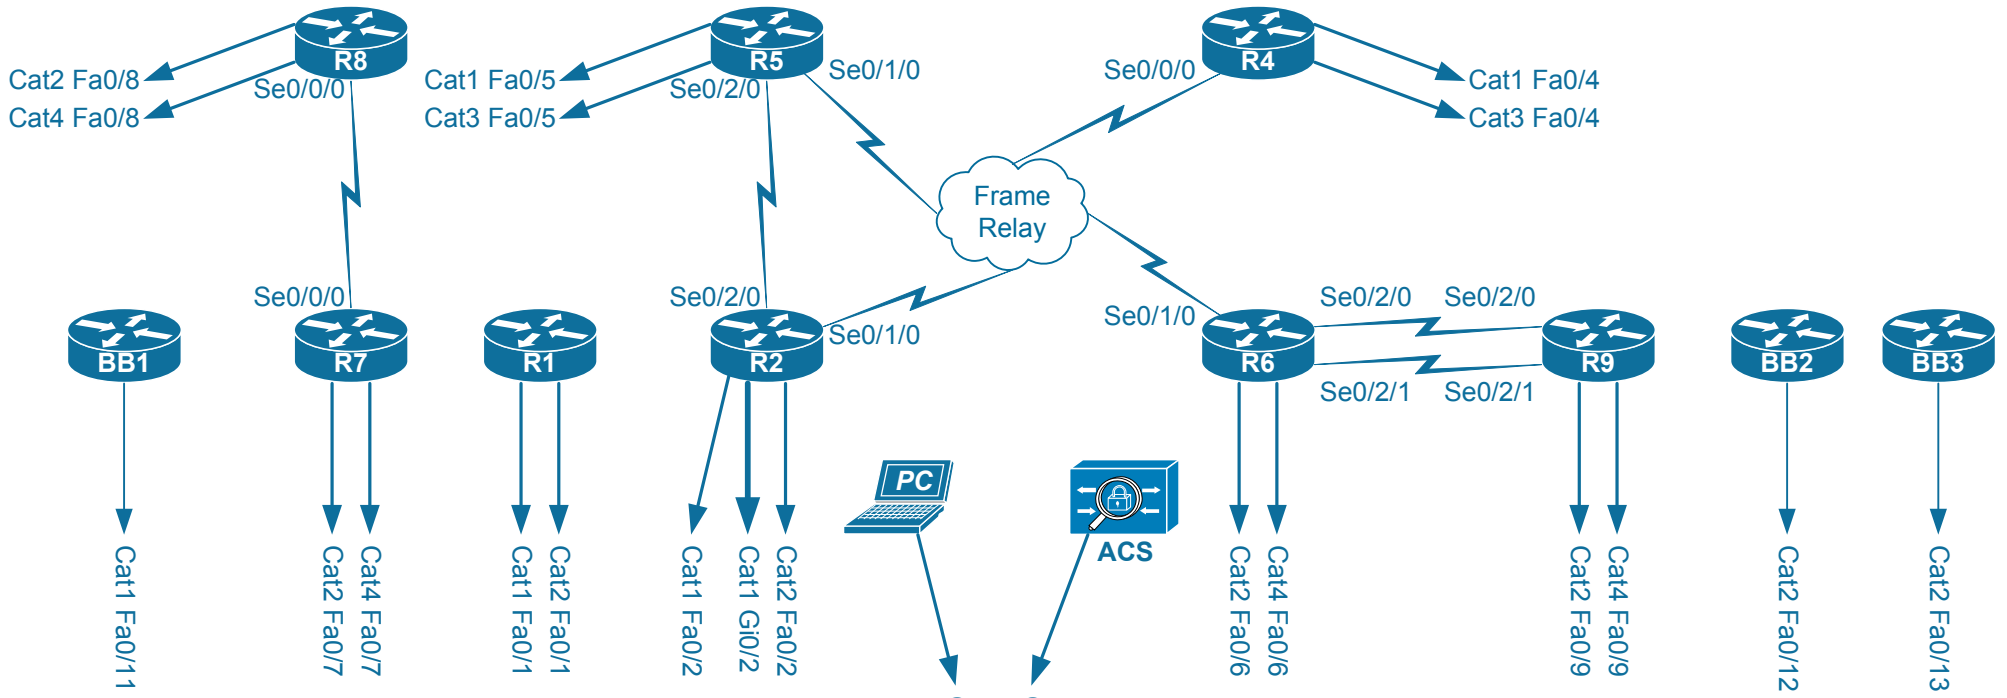 R8
R5
R4
Se0/1/0
Se0/0/0
Cat2 Fa0/8
Se0/0/0
Cat4 Fa0/8
Cat1 Fa0/5
Se0/2/0
Cat3 Fa0/5
Cat1 Fa0/4
Cat3 Fa0/4
Frame
Relay
Se0/0/0
Se0/2/0
Se0/1/0
Se0/1/0
Se0/2/0
Se0/2/0
BB1
R7
R1
R2
R6
R9
BB2
BB3
Se0/2/1
Se0/2/1
PC
ACS
Cat1 Fa0/11
Cat2 Fa0/7
Cat4 Fa0/7
Cat1 Fa0/1
Cat2 Fa0/1
Cat1 Fa0/2
Cat1 Gi0/2
Cat2 Fa0/2
Cat2 Fa0/6
Cat4 Fa0/6
Cat2 Fa0/9
Cat4 Fa0/9
Cat2 Fa0/12
Cat2 Fa0/13